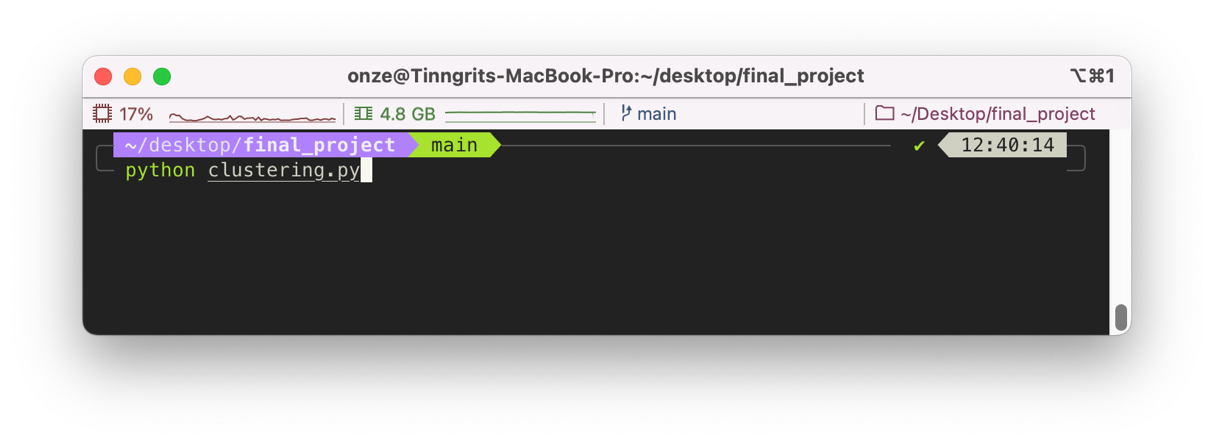 onze@Tinngrits-MacBook-Pro:~/desktop/final_project ⌥⌘1
17% 4.8 GB main ~/Desktop/final_project
~/desktop/final_project main ✔ 12:40:14
python clustering.py